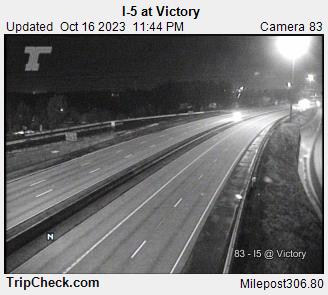 I-5 at Victory
Updated Oct 16 2023 11:44 PM Camera 83
T
N
83 - I5 @ Victory
TripCheck.com Milepost306.80